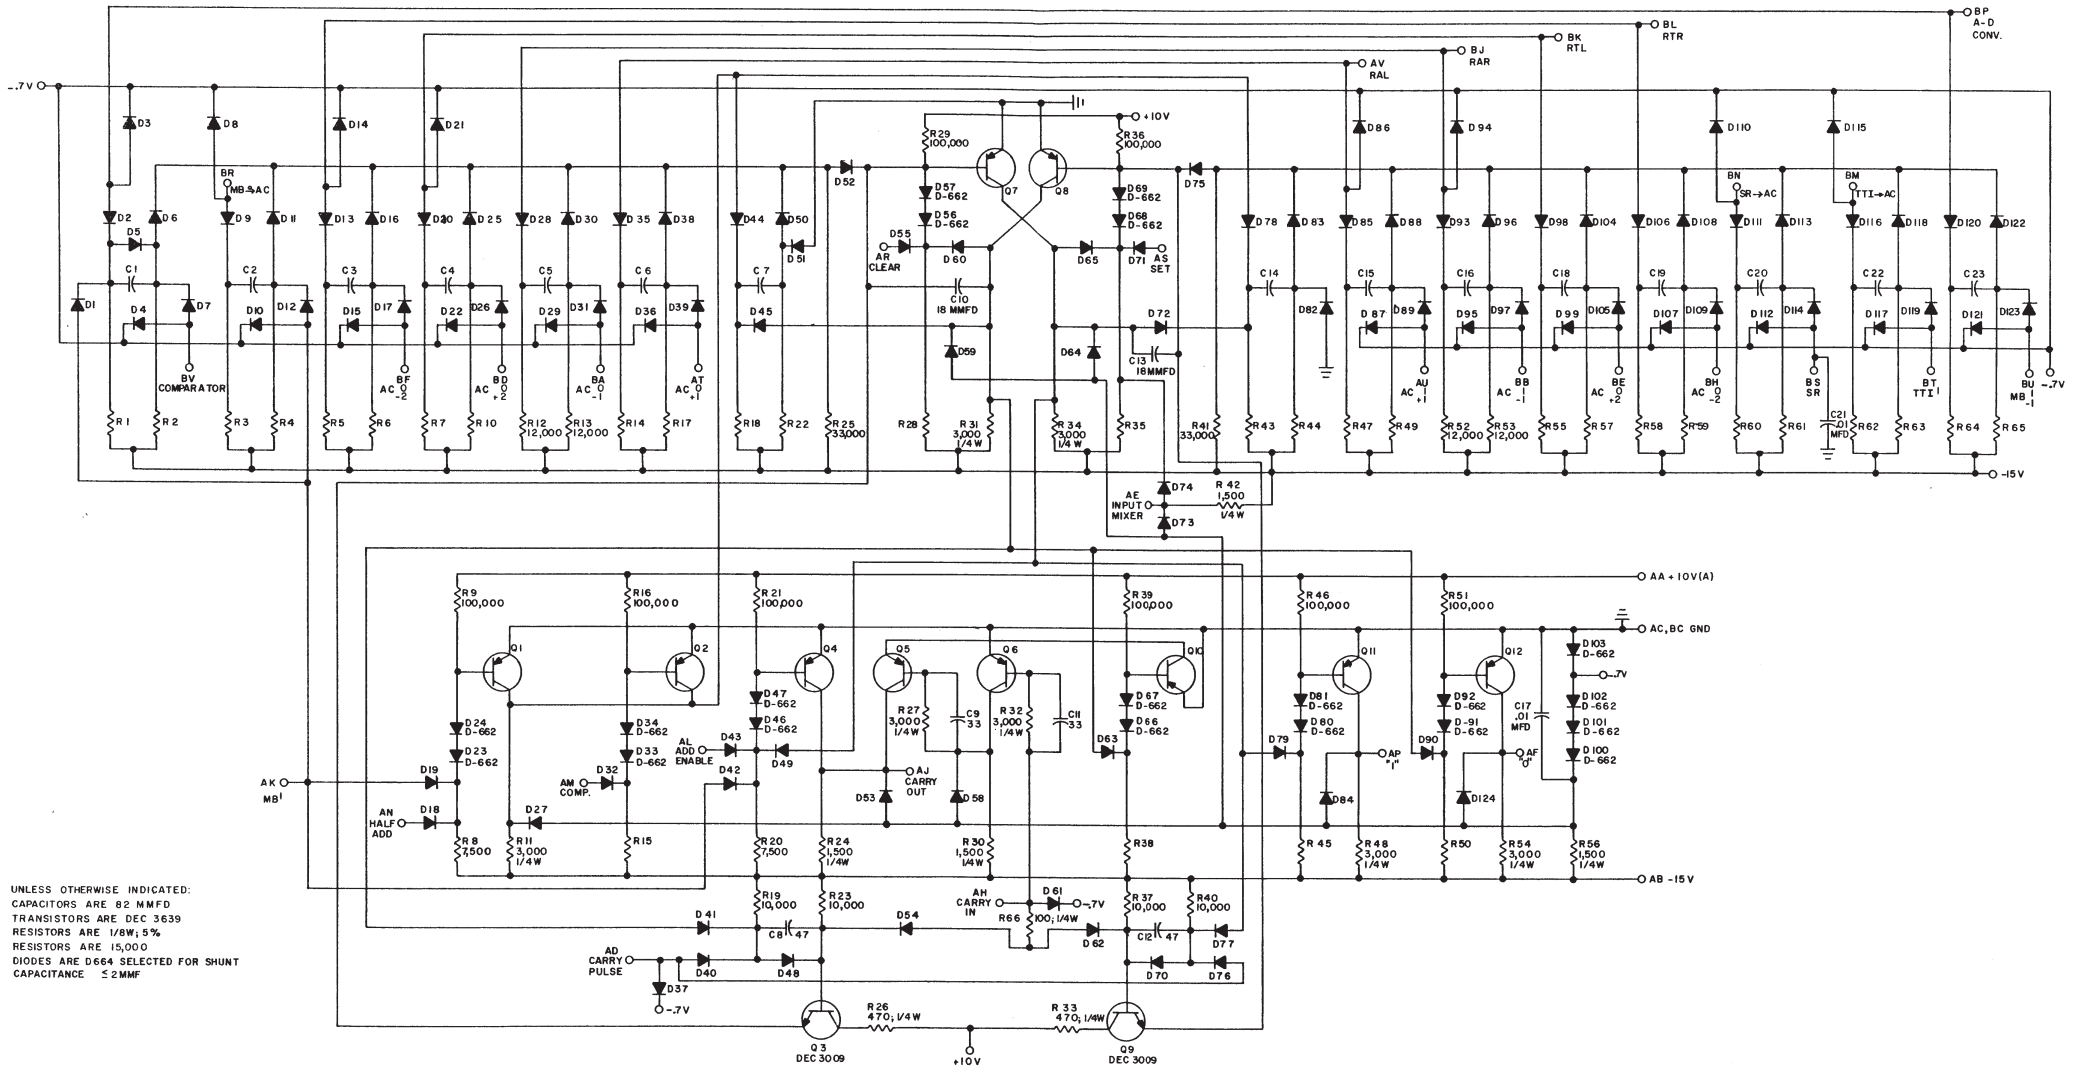 BP
A-D
CONV.
BL
RTR
BK
RTL
BJ
RAR
AV
RAL
-.7V
D3
D8
D14
D21
R29
100,000
+10V
R36
100,000
D86
D94
D110
D115
BR
MB→AC
D52
Q7
Q8
D75
BN
SR→AC
BM
TTI→AC
D2
D6
D9
D11
D13
D16
D20
D25
D28
D30
D35
D38
D44
D50
D57
D-662
D56
D-662
D69
D-662
D68
D-662
D78
D83
D85
D88
D93
D96
D98
D104
D106
D108
D111
D113
D116
D118
D120
D122
D5
D51
D55
AR
CLEAR
D60
D65
D71
AS
SET
C1
C2
C3
C4
C5
C6
C7
C10
18 MMFD
C14
C15
C16
C18
C19
C20
C22
C23
D1
D4
D7
D10
D12
D15
D17
D22
D26
D29
D31
D36
D39
D45
D59
D64
D72
C13
18MMFD
D82
D87
D89
D95
D97
D99
D105
D107
D109
D112
D114
D117
D119
D121
D123
BV
COMPARATOR
BF
AC 0
-2
BD
AC 0
+2
BA
AC 0
-1
AT
AC 0
+1
AU
AC 1
+1
BB
AC 1
-1
BE
AC 0
+2
BH
AC 0
-2
BS
SR
BT
TTI 1
BU
MB 1
-1
-.7V
R1
R2
R3
R4
R5
R6
R7
R10
R12
12,000
R13
12,000
R14
R17
R18
R22
R25
33,000
R28
R31
3,000
1/4 W
R34
3,000
1/4W
R35
R41
33,000
R43
R44
R47
R49
R52
12,000
R53
12,000
R55
R57
R58
R59
R60
R61
C21
.01
MFD
R62
R63
R64
R65
-15V
D74
AE
INPUT
MIXER
R42
1,500
1/4 W
D73
AA +10V(A)
R9
100,000
R16
100,000
R21
100,000
R39
100,000
R46
100,000
R51
100,000
AC,BC GND
Q1
Q2
Q4
Q5
Q6
Q10
Q11
Q12
D103
D-662
-.7V
D24
D-662
D23
D-662
D34
D-662
D33
D-662
D47
D-662
D46
D-662
R27
3,000
1/4W
C9
33
R32
3,000
1/4W
C11
33
D67
D-662
D66
D-662
D81
D-662
D80
D-662
D92
D-662
D-91
D-662
C17
.01
MFD
D102
D-662
D101
D-662
D100
D-662
AL
ADD
ENABLE
D43
D49
D63
D79
AP
"1"
D90
AF
"0"
AK
MB1
D19
AM
COMP.
D32
D42
AJ
CARRY
OUT
D53
D58
D84
D124
AN
HALF
ADD
D18
D27
R8
7,500
R11
3,000
1/4W
R15
R20
7,500
R24
1,500
1/4W
R30
1,500
1/4W
R38
R45
R48
3,000
1/4W
R50
R54
3,000
1/4W
R56
1,500
1/4W
AB -15V
R19
10,000
R23
10,000
AH
CARRY
IN
D61
-.7V
R66
100; 1/4W
R37
10,000
R40
10,000
D41
C8
47
D54
D62
C12
47
D77
AD
CARRY
PULSE
D40
D48
D70
D76
D37
-.7V
R26
470; 1/4W
R33
470; 1/4W
Q3
DEC 3009
+10V
Q9
DEC 3009
UNLESS OTHERWISE INDICATED:
CAPACITORS ARE 82 MMFD
TRANSISTORS ARE DEC 3639
RESISTORS ARE 1/8W; 5%
RESISTORS ARE 15,000
DIODES ARE D664 SELECTED FOR SHUNT
CAPACITANCE ≤ 2MMF